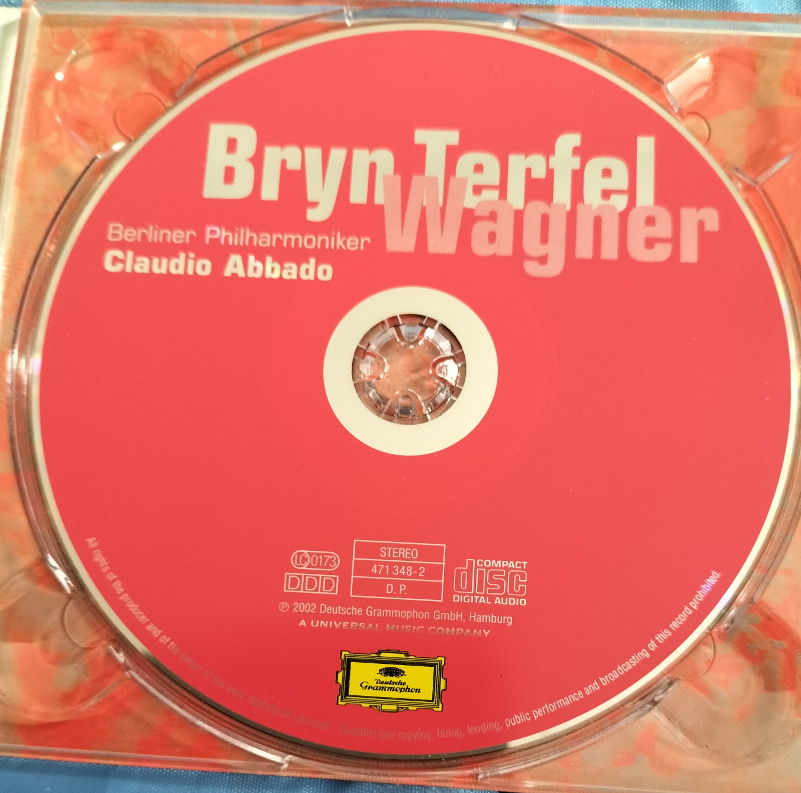 Bryn Terfel
Wagner
Berliner Philharmoniker
Claudio Abbado
LC 0173
DDD
STEREO
471 348-2
D. P.
COMPACT
disc
DIGITAL AUDIO
℗ 2002 Deutsche Grammophon GmbH, Hamburg
A UNIVERSAL MUSIC COMPANY
Deutsche
Grammophon
All rights of the producer and of the owner of the work reproduced reserved. Unauthorised copying, hiring, lending, public performance and broadcasting of this record prohibited.